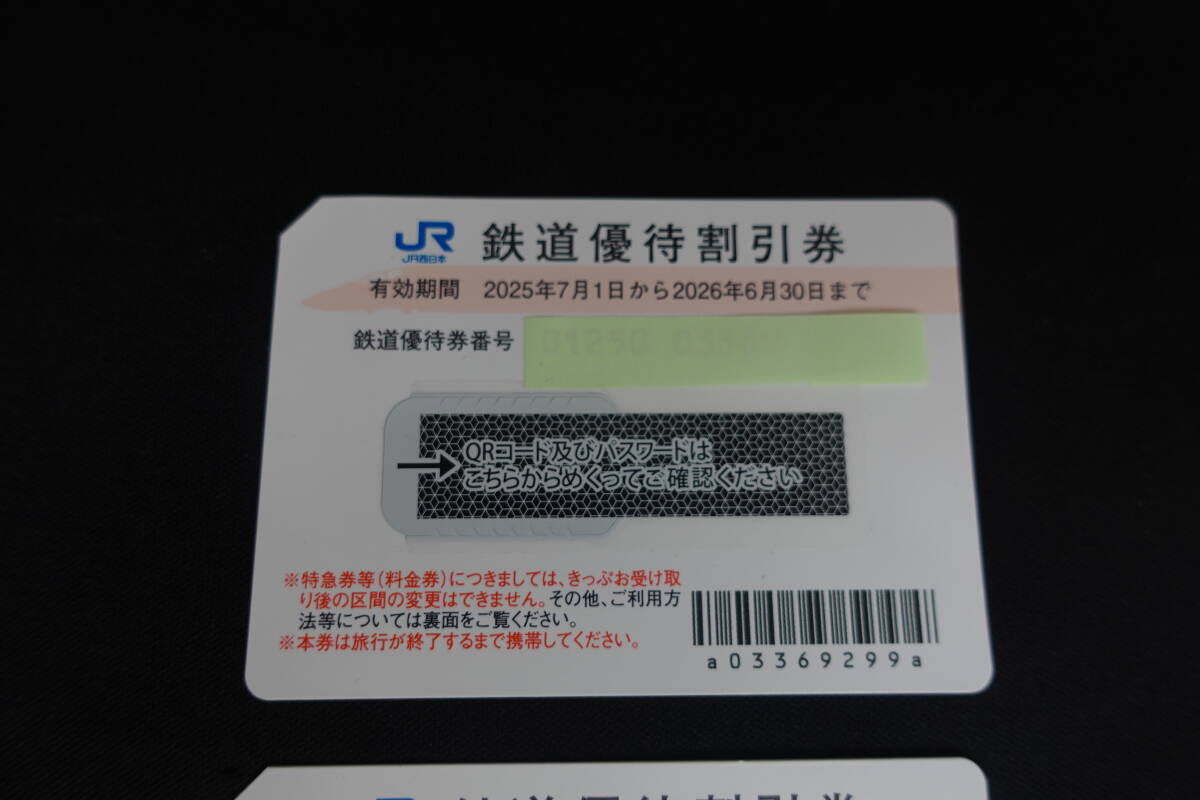 JR 鉄道優待割引券
JR西日本
有効期間 2025年7月1日から2026年6月30日まで
鉄道優待券番号
QRコード及びパスワードは
こちらからめくってご確認ください
※特急券等(料金券)につきましては、きっぷお受け取
り後の区間の変更はできません。その他、ご利用方
法等については裏面をご覧ください。
※本券は旅行が終了するまで携帯してください。
a03369299a